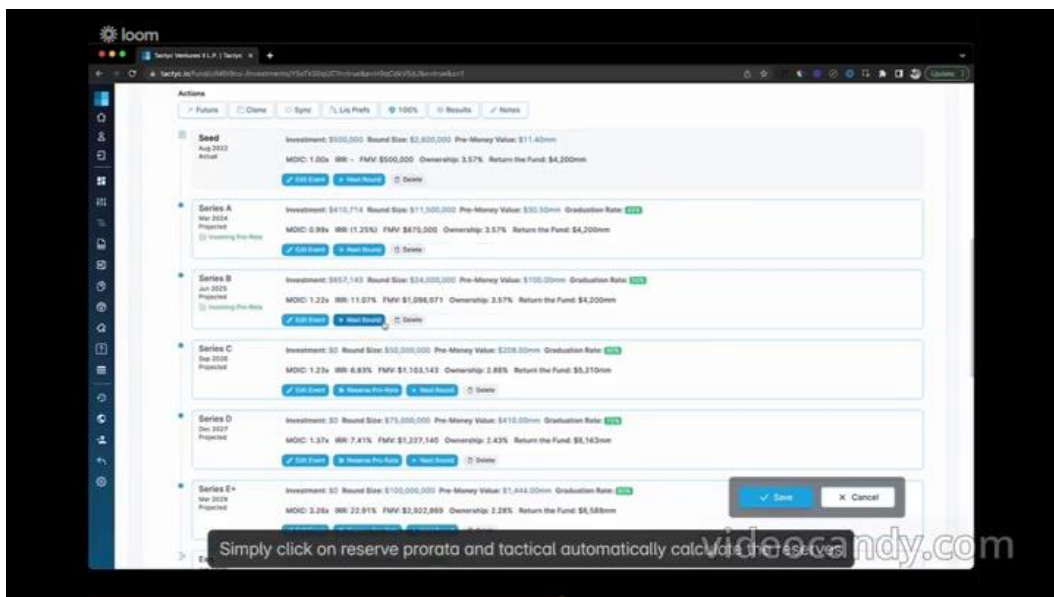 loom
Tactyc Ventures II L.P. | Tactyc
Update
Actions
Future Clone Sync Liq Prefs 100% Results Notes
Seed
Aug 2022
Actual
Investment: $500,000 Round Size: $2,600,000 Pre-Money Value: $11.40mm
MOIC: 1.00x IRR: - FMV: $500,000 Ownership: 3.57% Return the Fund: $4,200mm
Edit Event Next Round Delete
Series A
Mar 2024
Projected
Investing Pro-Rata
Investment: $410,714 Round Size: $11,500,000 Pre-Money Value: $30.50mm Graduation Rate:
MOIC: 0.99x IRR: (1.25%) FMV: $875,000 Ownership: 3.57% Return the Fund: $4,200mm
Edit Event Next Round Delete
Series B
Jun 2025
Projected
Investing Pro-Rata
Investment: $857,143 Round Size: $24,000,000 Pre-Money Value: $100.00mm Graduation Rate:
MOIC: 1.22x IRR: 11.07% FMV: Ownership: 3.57% Return the Fund: $4,200mm
Edit Event Next Round Delete
Series C
Sep 2026
Projected
Investment: $0 Round Size: $50,000,000 Pre-Money Value: $208.00mm Graduation Rate:
MOIC: 1.23x IRR: 6.83% FMV: $1,103,143 Ownership: 2.88% Return the Fund: $5,210mm
Edit Event Reserve Pro-Rata Next Round Delete
Series D
Dec 2027
Projected
Investment: $0 Round Size: $75,000,000 Pre-Money Value: $410.00mm Graduation Rate:
MOIC: 1.37x IRR: 7.41% FMV: $1,227,140 Ownership: 2.43% Return the Fund: $6,163mm
Edit Event Reserve Pro-Rata Next Round Delete
Series E+
Mar 2029
Projected
Investment: $0 Round Size: $100,000,000 Pre-Money Value: $1,444.00mm Graduation Rate:
MOIC: 3.26x IRR: 22.91% FMV: $2,922,869 Ownership: 2.28% Return the Fund: $6,588mm
Save Cancel
Simply click on reserve prorata and tactical automatically calculate the reserves
videocandy.com